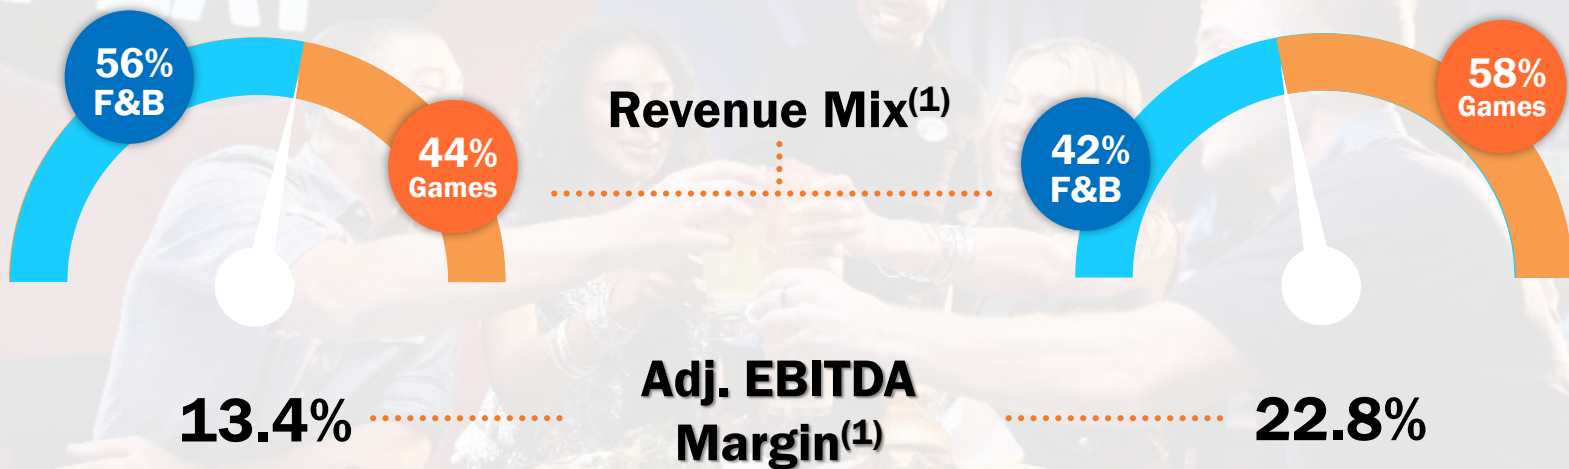 56%
F&B
44%
Games
Revenue Mix(1)
42%
F&B
58%
Games
13.4%
Adj. EBITDA
Margin(1)
22.8%